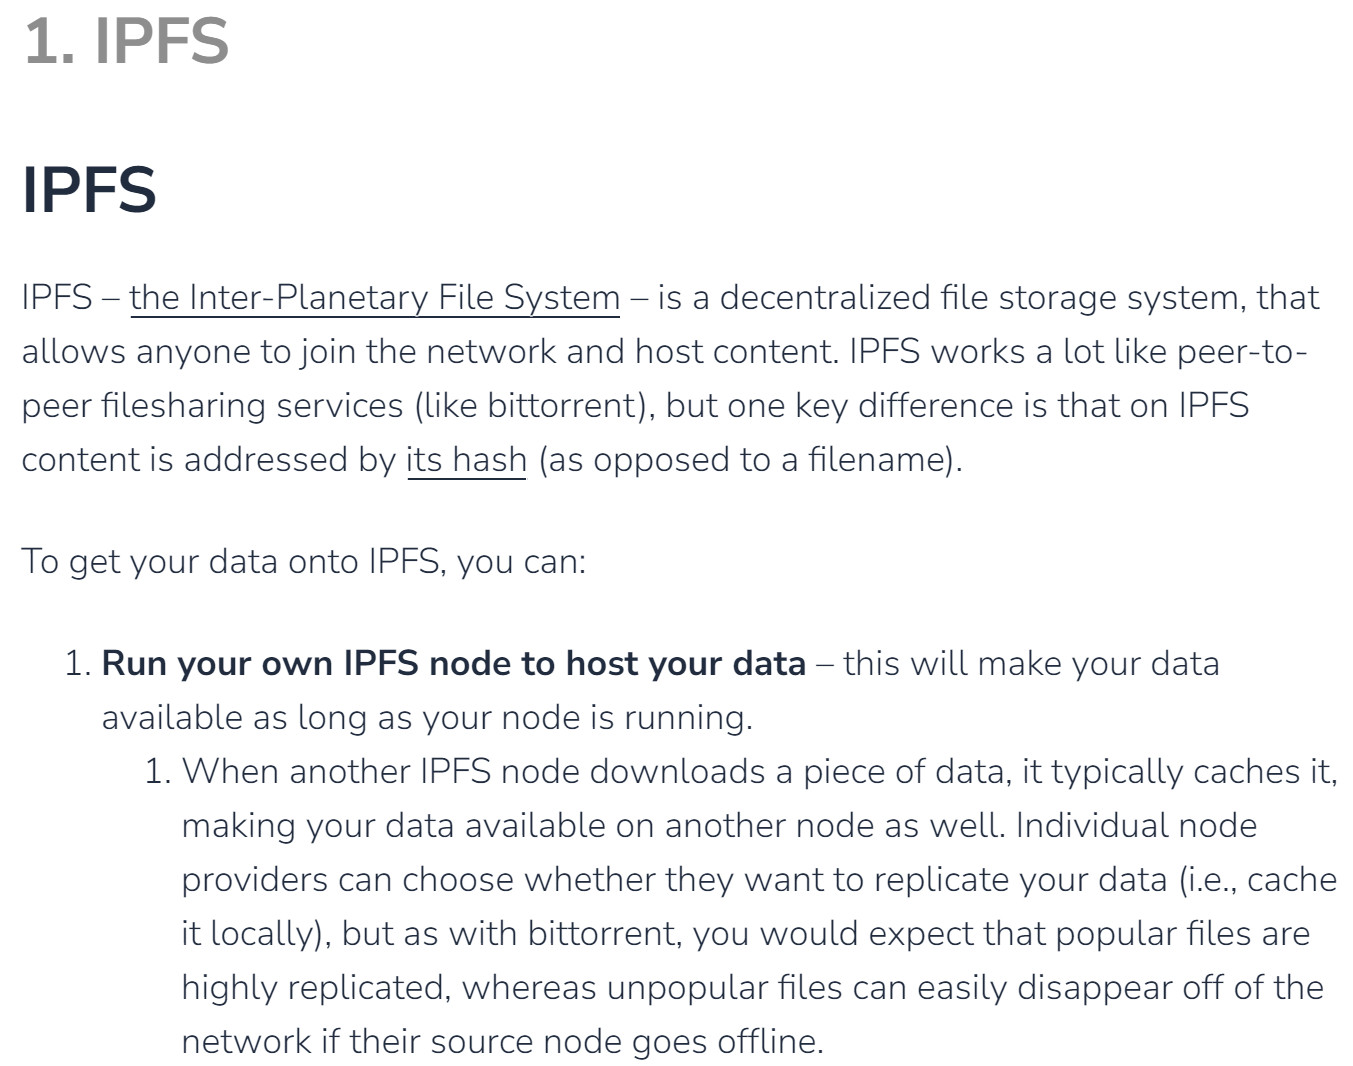 1. IPFS
IPFS
IPFS – the Inter-Planetary File System – is a decentralized file storage system, that
allows anyone to join the network and host content. IPFS works a lot like peer-to-
peer filesharing services (like bittorrent), but one key difference is that on IPFS
content is addressed by its hash (as opposed to a filename).
To get your data onto IPFS, you can:
1. Run your own IPFS node to host your data – this will make your data
available as long as your node is running.
1. When another IPFS node downloads a piece of data, it typically caches it,
making your data available on another node as well. Individual node
providers can choose whether they want to replicate your data (i.e., cache
it locally), but as with bittorrent, you would expect that popular files are
highly replicated, whereas unpopular files can easily disappear off of the
network if their source node goes offline.